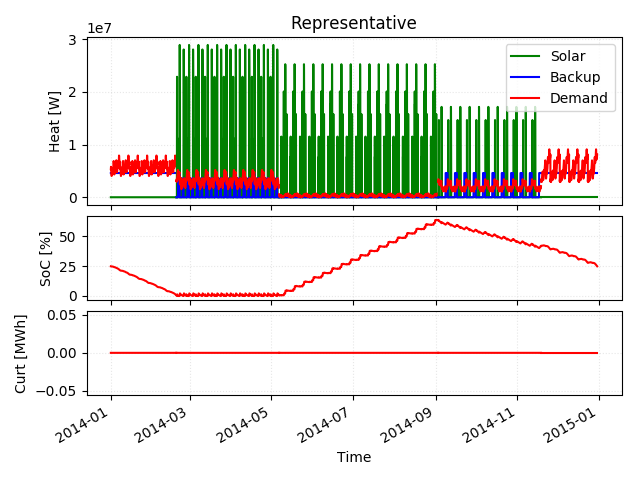 Representative
1e7
3
2
1
0
Heat [W]
Solar
Backup
Demand
50
25
0
SoC [%]
0.05
0.00
−0.05
Curt [MWh]
2014-01
2014-03
2014-05
2014-07
2014-09
2014-11
2015-01
Time